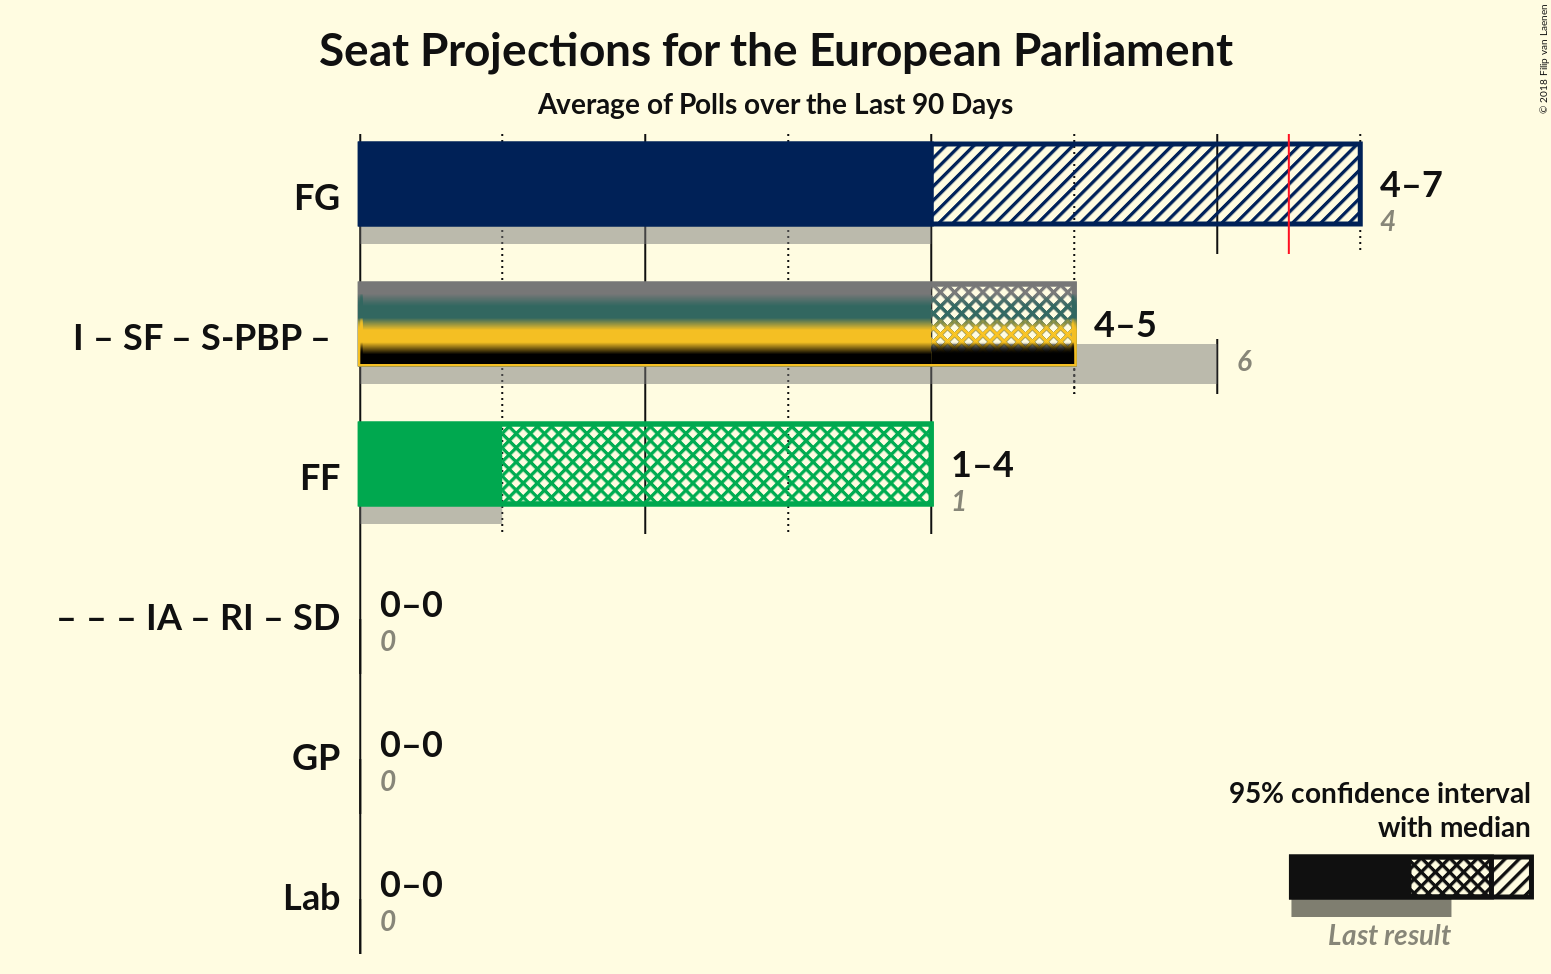 Seat Projections for the European Parliament
Average of Polls over the Last 90 Days
© 2018 Filip van Laenen
FG
4–7
4
I – SF – S-PBP –
4–5
6
FF
1–4
1
– – – IA – RI – SD
0–0
0
GP
0–0
0
Lab
0–0
0
95% confidence interval
with median
Last result